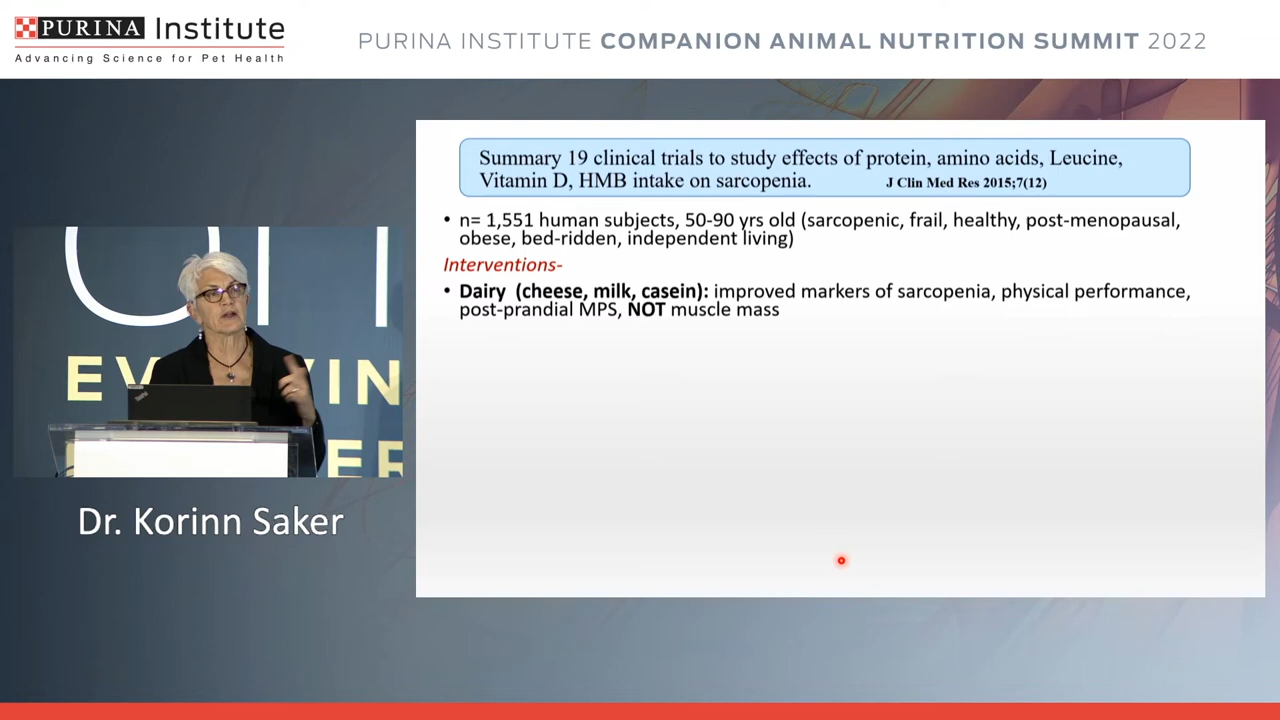 PURINA Institute
Advancing Science for Pet Health
PURINA INSTITUTE COMPANION ANIMAL NUTRITION SUMMIT 2022
Summary 19 clinical trials to study effects of protein, amino acids, Leucine,
Vitamin D, HMB intake on sarcopenia. J Clin Med Res 2015;7(12)
• n= 1,551 human subjects, 50-90 yrs old (sarcopenic, frail, healthy, post-menopausal,
obese, bed-ridden, independent living)
Interventions-
• Dairy (cheese, milk, casein): improved markers of sarcopenia, physical performance,
post-prandial MPS, NOT muscle mass
EV VIN
ER
Dr. Korinn Saker